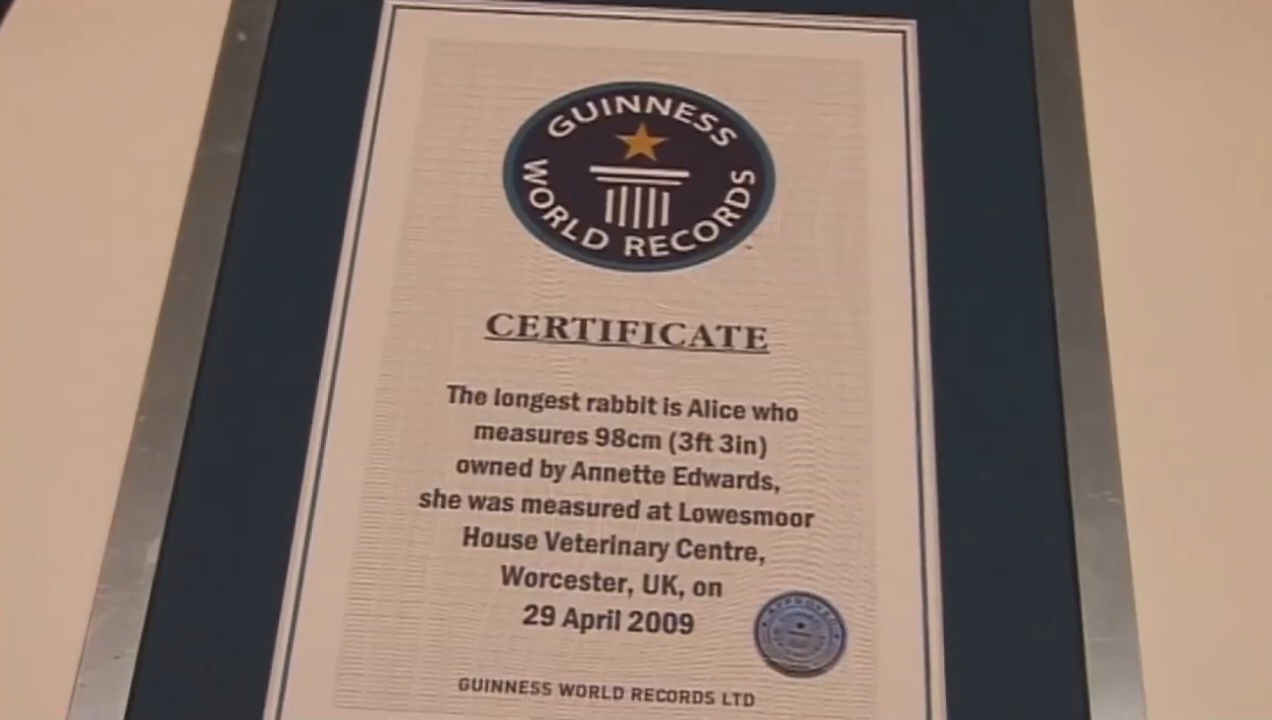 GUINNESS
WORLD RECORDS
CERTIFICATE
The longest rabbit is Alice who
measures 98cm (3ft 3in)
owned by Annette Edwards,
she was measured at Lowesmoor
House Veterinary Centre,
Worcester, UK, on
29 April 2009
APPROVED
GUINNESS WORLD RECORDS LTD